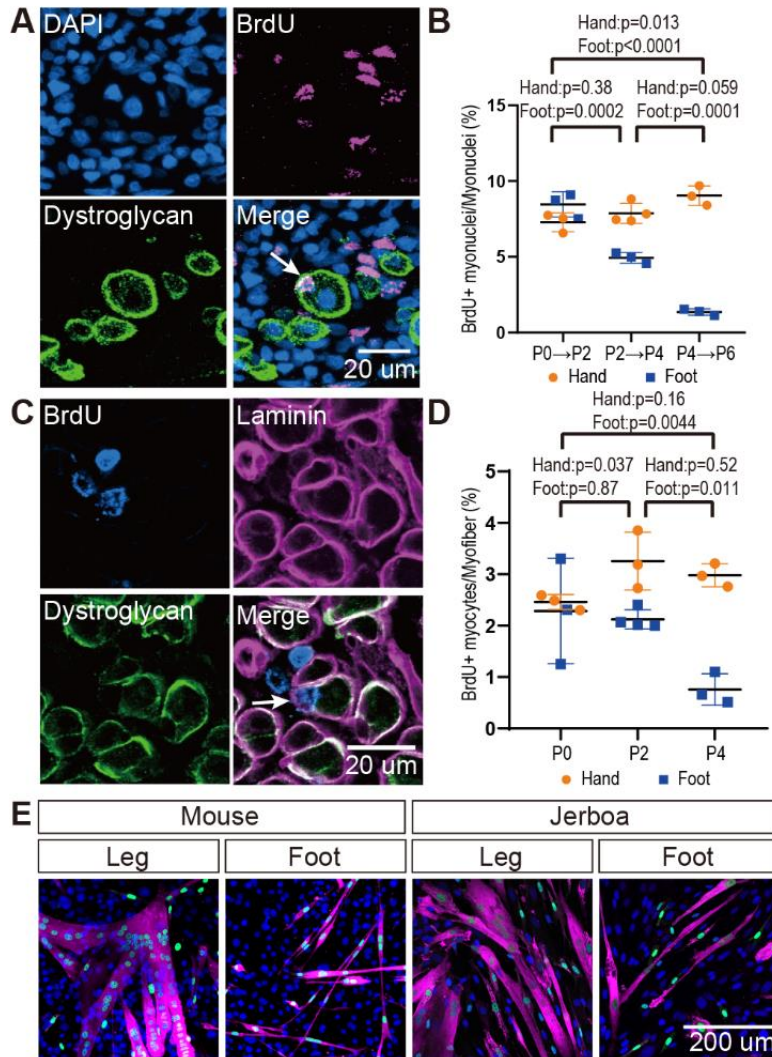 A
DAPI
BrdU
Dystroglycan
Merge
20 um
B
Hand:p=0.013
Foot:p<0.0001
Hand:p=0.38
Foot:p=0.0002
Hand:p=0.059
Foot:p=0.0001
BrdU+ myonuclei/Myonuclei (%)
15
10
5
0
P0→P2
P2→P4
P4→P6
Hand
Foot
C
BrdU
Laminin
Dystroglycan
Merge
20 um
D
Hand:p=0.16
Foot:p=0.0044
Hand:p=0.037
Foot:p=0.87
Hand:p=0.52
Foot:p=0.011
BrdU+ myocytes/Myofiber (%)
5
4
3
2
1
0
P0
P2
P4
Hand
Foot
E
Mouse
Jerboa
Leg
Foot
Leg
Foot
200 um